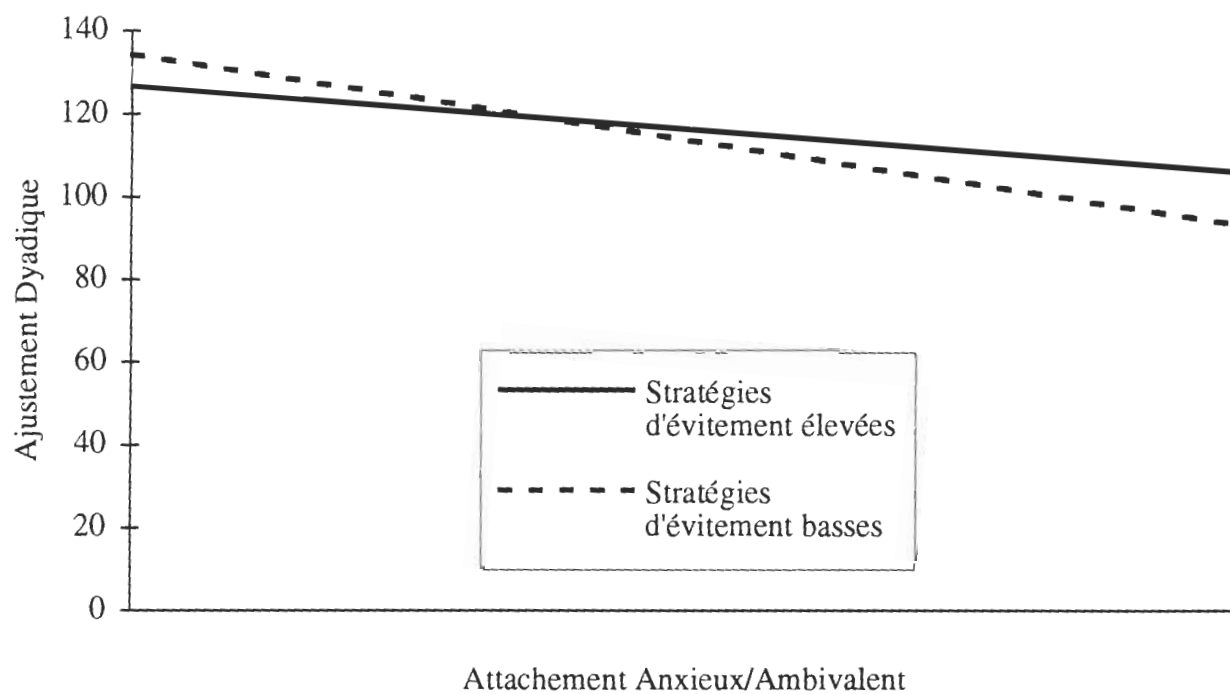 140
120
100
80
60
40
20
0
Ajustement Dyadique
Stratégies
d'évitement élevées
Stratégies
d'évitement basses
Attachement Anxieux/Ambivalent